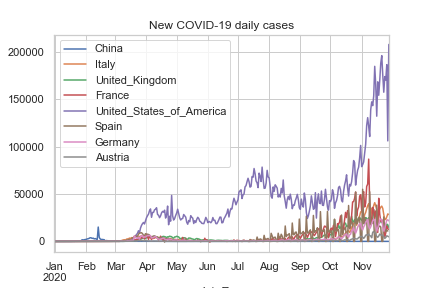 New COVID-19 daily cases
200000
150000
100000
50000
0
China
Italy
United_Kingdom
France
United_States_of_America
Spain
Germany
Austria
Jan Feb Mar Apr May Jun Jul Aug Sep Oct Nov
2020